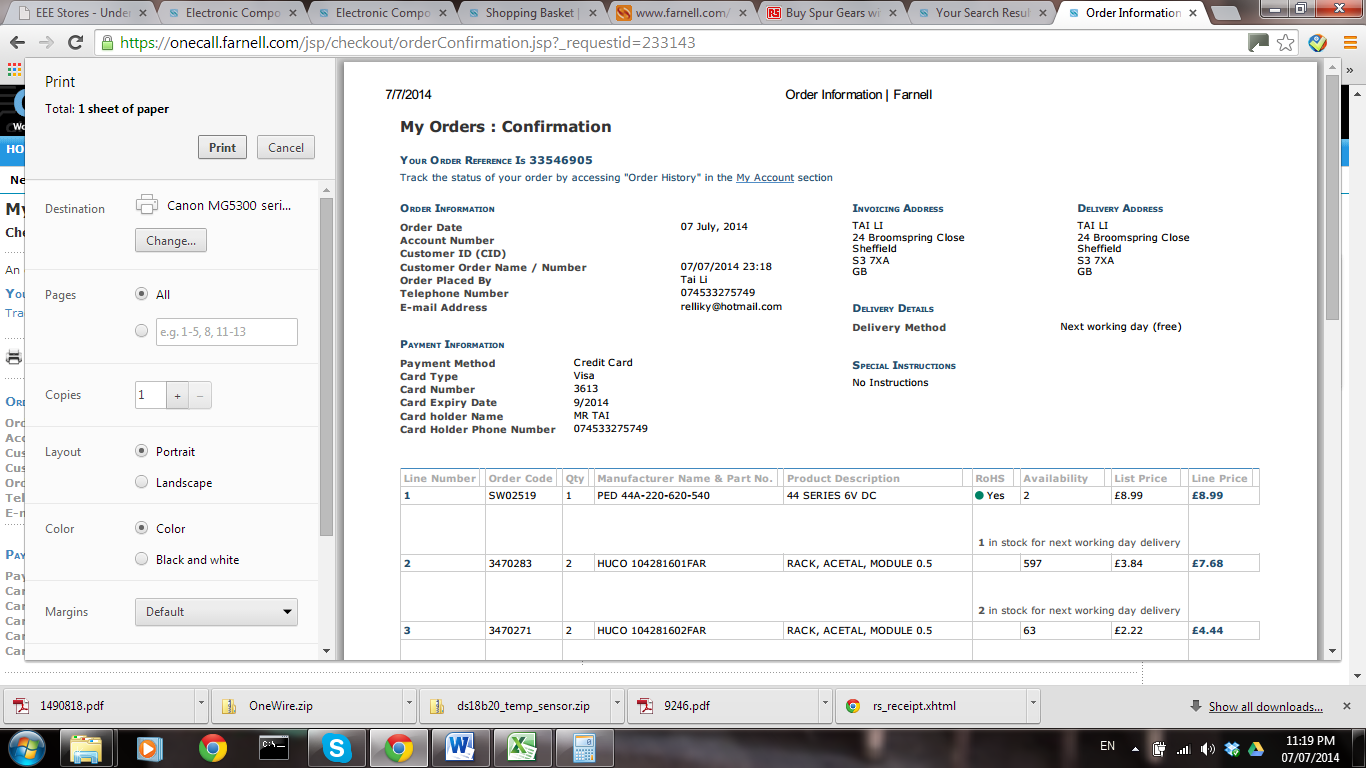 EEE Stores - Under
Electronic Compo
Electronic Compo
Shopping Basket |
www.farnell.com/
Buy Spur Gears wi
Your Search Resul
Order Information
https://onecall.farnell.com/jsp/checkout/orderConfirmation.jsp?_requestid=233143
Print
Total: 1 sheet of paper
Print Cancel
Destination Canon MG5300 seri...
Change...
Pages All
e.g. 1-5, 8, 11-13
Copies 1 + −
Layout Portrait
Landscape
Color Color
Black and white
Margins Default
7/7/2014 Order Information | Farnell
My Orders : Confirmation
YOUR ORDER REFERENCE IS 33546905
Track the status of your order by accessing "Order History" in the My Account section
ORDER INFORMATION
Order Date 07 July, 2014
Account Number
Customer ID (CID)
Customer Order Name / Number 07/07/2014 23:18
Order Placed By Tai Li
Telephone Number 074533275749
E-mail Address relliky@hotmail.com
INVOICING ADDRESS
TAI LI
24 Broomspring Close
Sheffield
S3 7XA
GB
DELIVERY ADDRESS
TAI LI
24 Broomspring Close
Sheffield
S3 7XA
GB
DELIVERY DETAILS
Delivery Method Next working day (free)
PAYMENT INFORMATION
Payment Method Credit Card
Card Type Visa
Card Number 3613
Card Expiry Date 9/2014
Card holder Name MR TAI
Card Holder Phone Number 074533275749
SPECIAL INSTRUCTIONS
No Instructions
Line Number Order Code Qty Manufacturer Name & Part No. Product Description RoHS Availability List Price Line Price
1 SW02519 1 PED 44A-220-620-540 44 SERIES 6V DC Yes 2 £8.99 £8.99
1 in stock for next working day delivery
2 3470283 2 HUCO 104281601FAR RACK, ACETAL, MODULE 0.5 597 £3.84 £7.68
2 in stock for next working day delivery
3 3470271 2 HUCO 104281602FAR RACK, ACETAL, MODULE 0.5 63 £2.22 £4.44
1490818.pdf
OneWire.zip
ds18b20_temp_sensor.zip
9246.pdf
rs_receipt.xhtml
Show all downloads...
EN
11:19 PM
07/07/2014